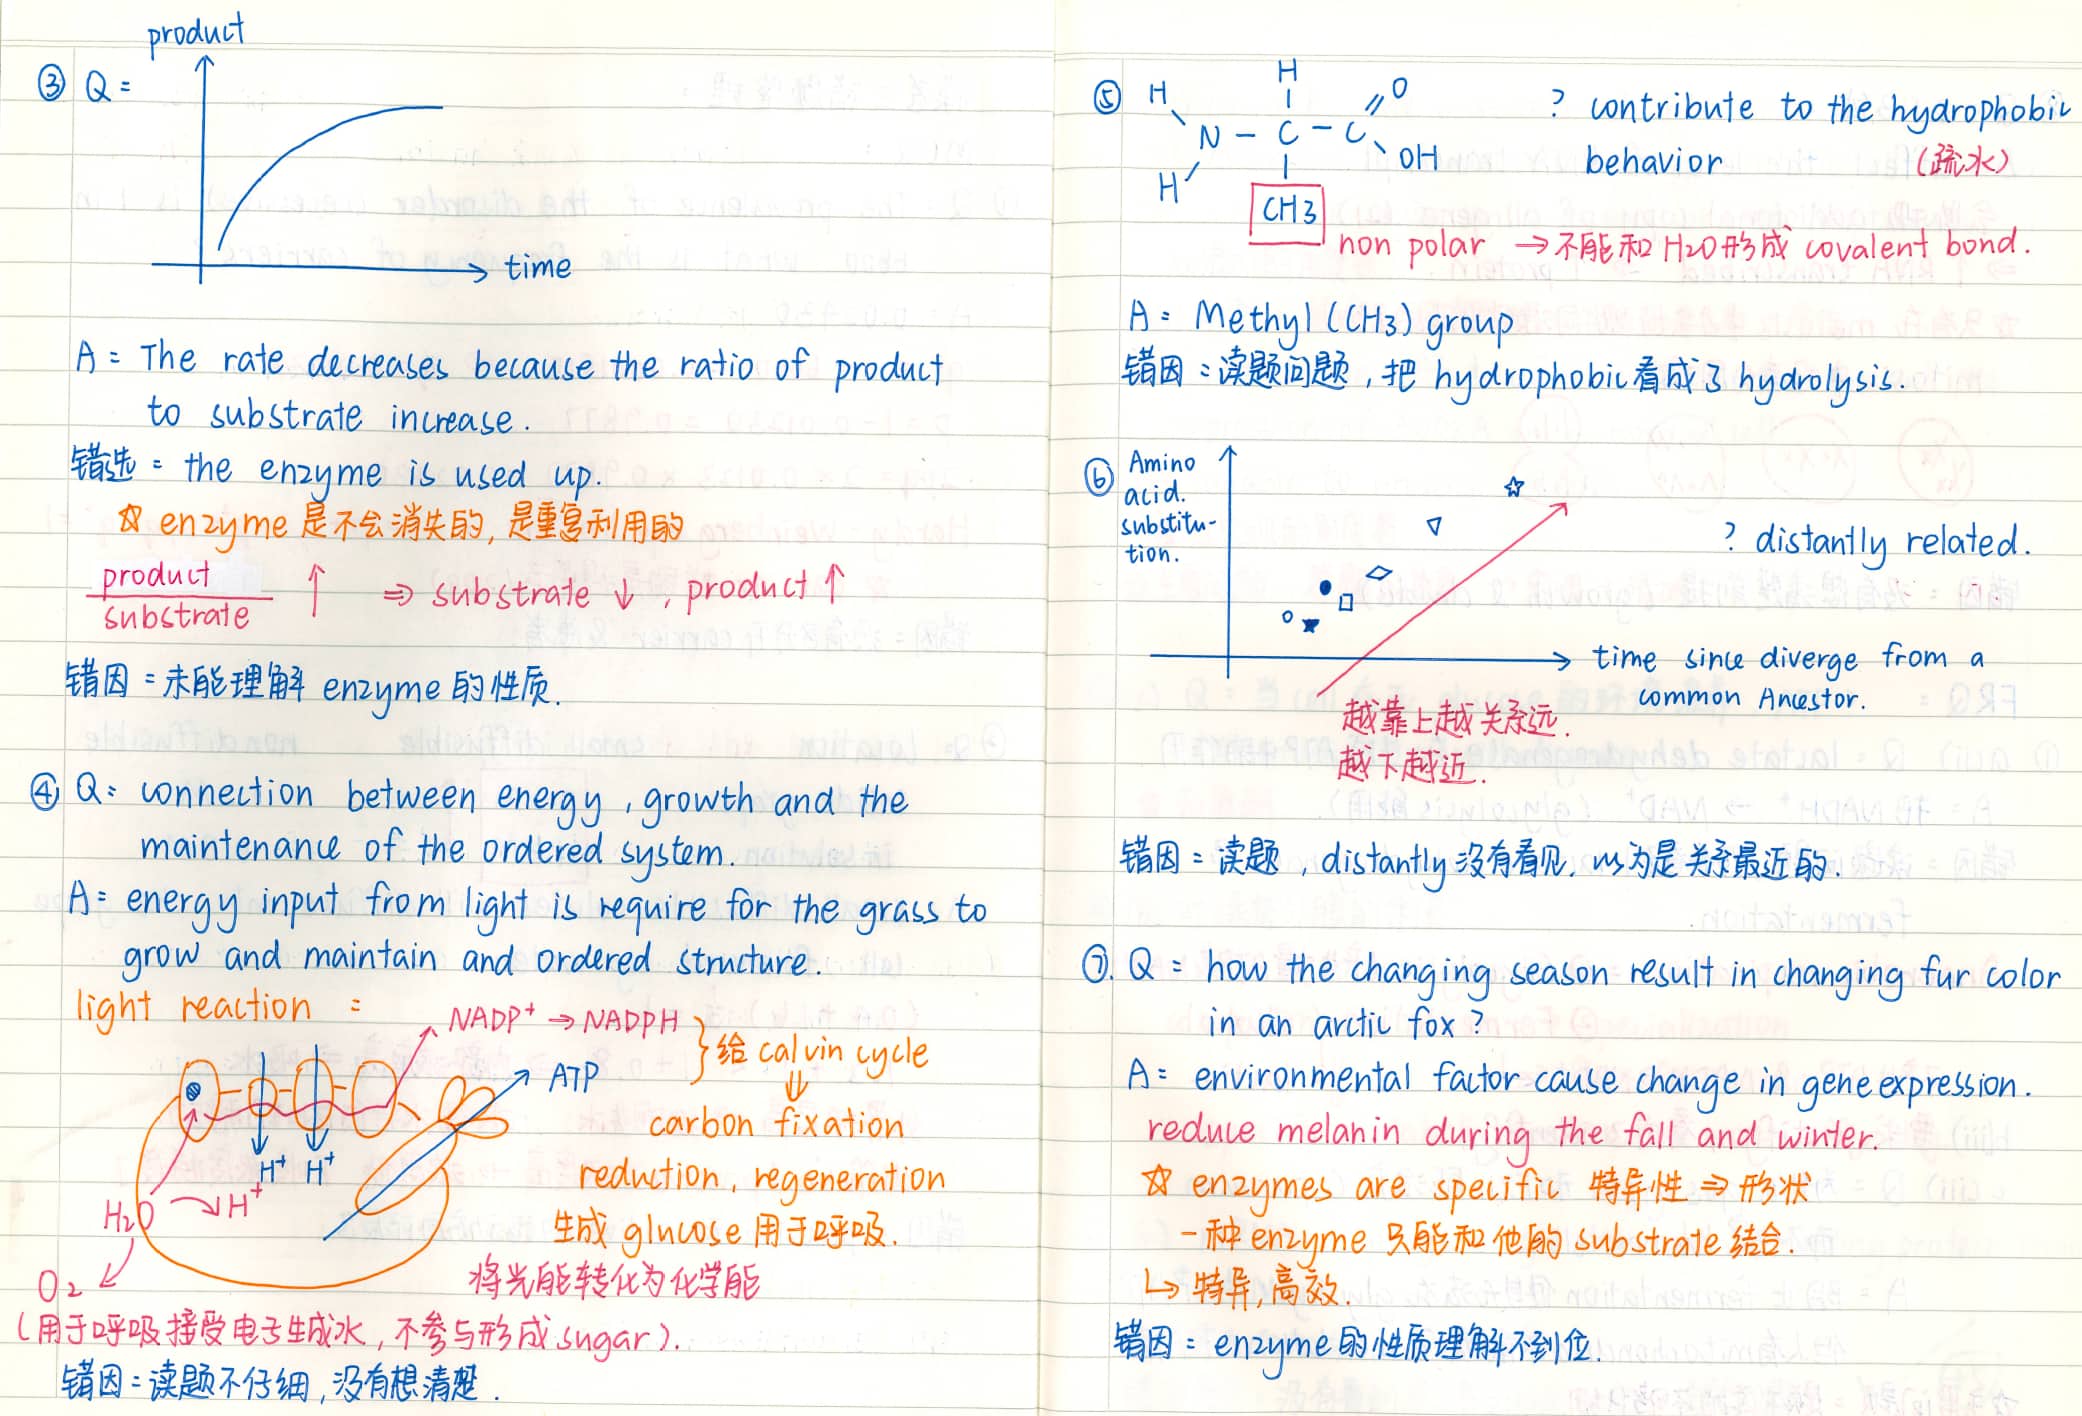 product
③ Q =
time
A = The rate decreases because the ratio of product
to substrate increase.
错选 = the enzyme is used up.
☆ enzyme 是不会消失的, 是重复利用的
product
substrate ↑ ⇒ substrate ↓, product ↑
错因 = 未能理解 enzyme 的性质.
④ Q: connection between energy, growth and the
maintenance of the ordered system.
A = energy input from light is require for the grass to
grow and maintain and ordered structure.
light reaction =
NADP⁺ → NADPH
} 给 calvin cycle
ATP
⇓
carbon fixation
H⁺ H⁺
reduction, regeneration
H₂O → H⁺
生成 glucose 用于呼吸.
O₂
将光能转化为化学能
(用于呼吸接受电子生成水, 不参与形成 sugar).
错因 = 读题不仔细, 没有想清楚.
⑤ H H O
N - C - C
H OH
CH3
? contribute to the hydrophobic
behavior (疏水)
non polar → 不能和 H2O 形成 covalent bond.
A = Methyl (CH3) group
错因 = 读题问题, 把 hydrophobic 看成了 hydrolysis.
⑥ Amino
acid.
substitu-
tion.
? distantly related.
time since diverge from a
common Ancestor.
越靠上越关系远.
越下越近.
错因 = 读题, distantly 没有看见, 以为是关系最近的.
⑦. Q = how the changing season result in changing fur color
in an arctic fox?
A = environmental factor cause change in gene expression.
reduce melanin during the fall and winter.
☆ enzymes are specific 特异性 ⇒ 形状
一种 enzyme 只能和他的 substrate 结合.
↳ 特异, 高效.
错因 = enzyme 的性质理解不到位.